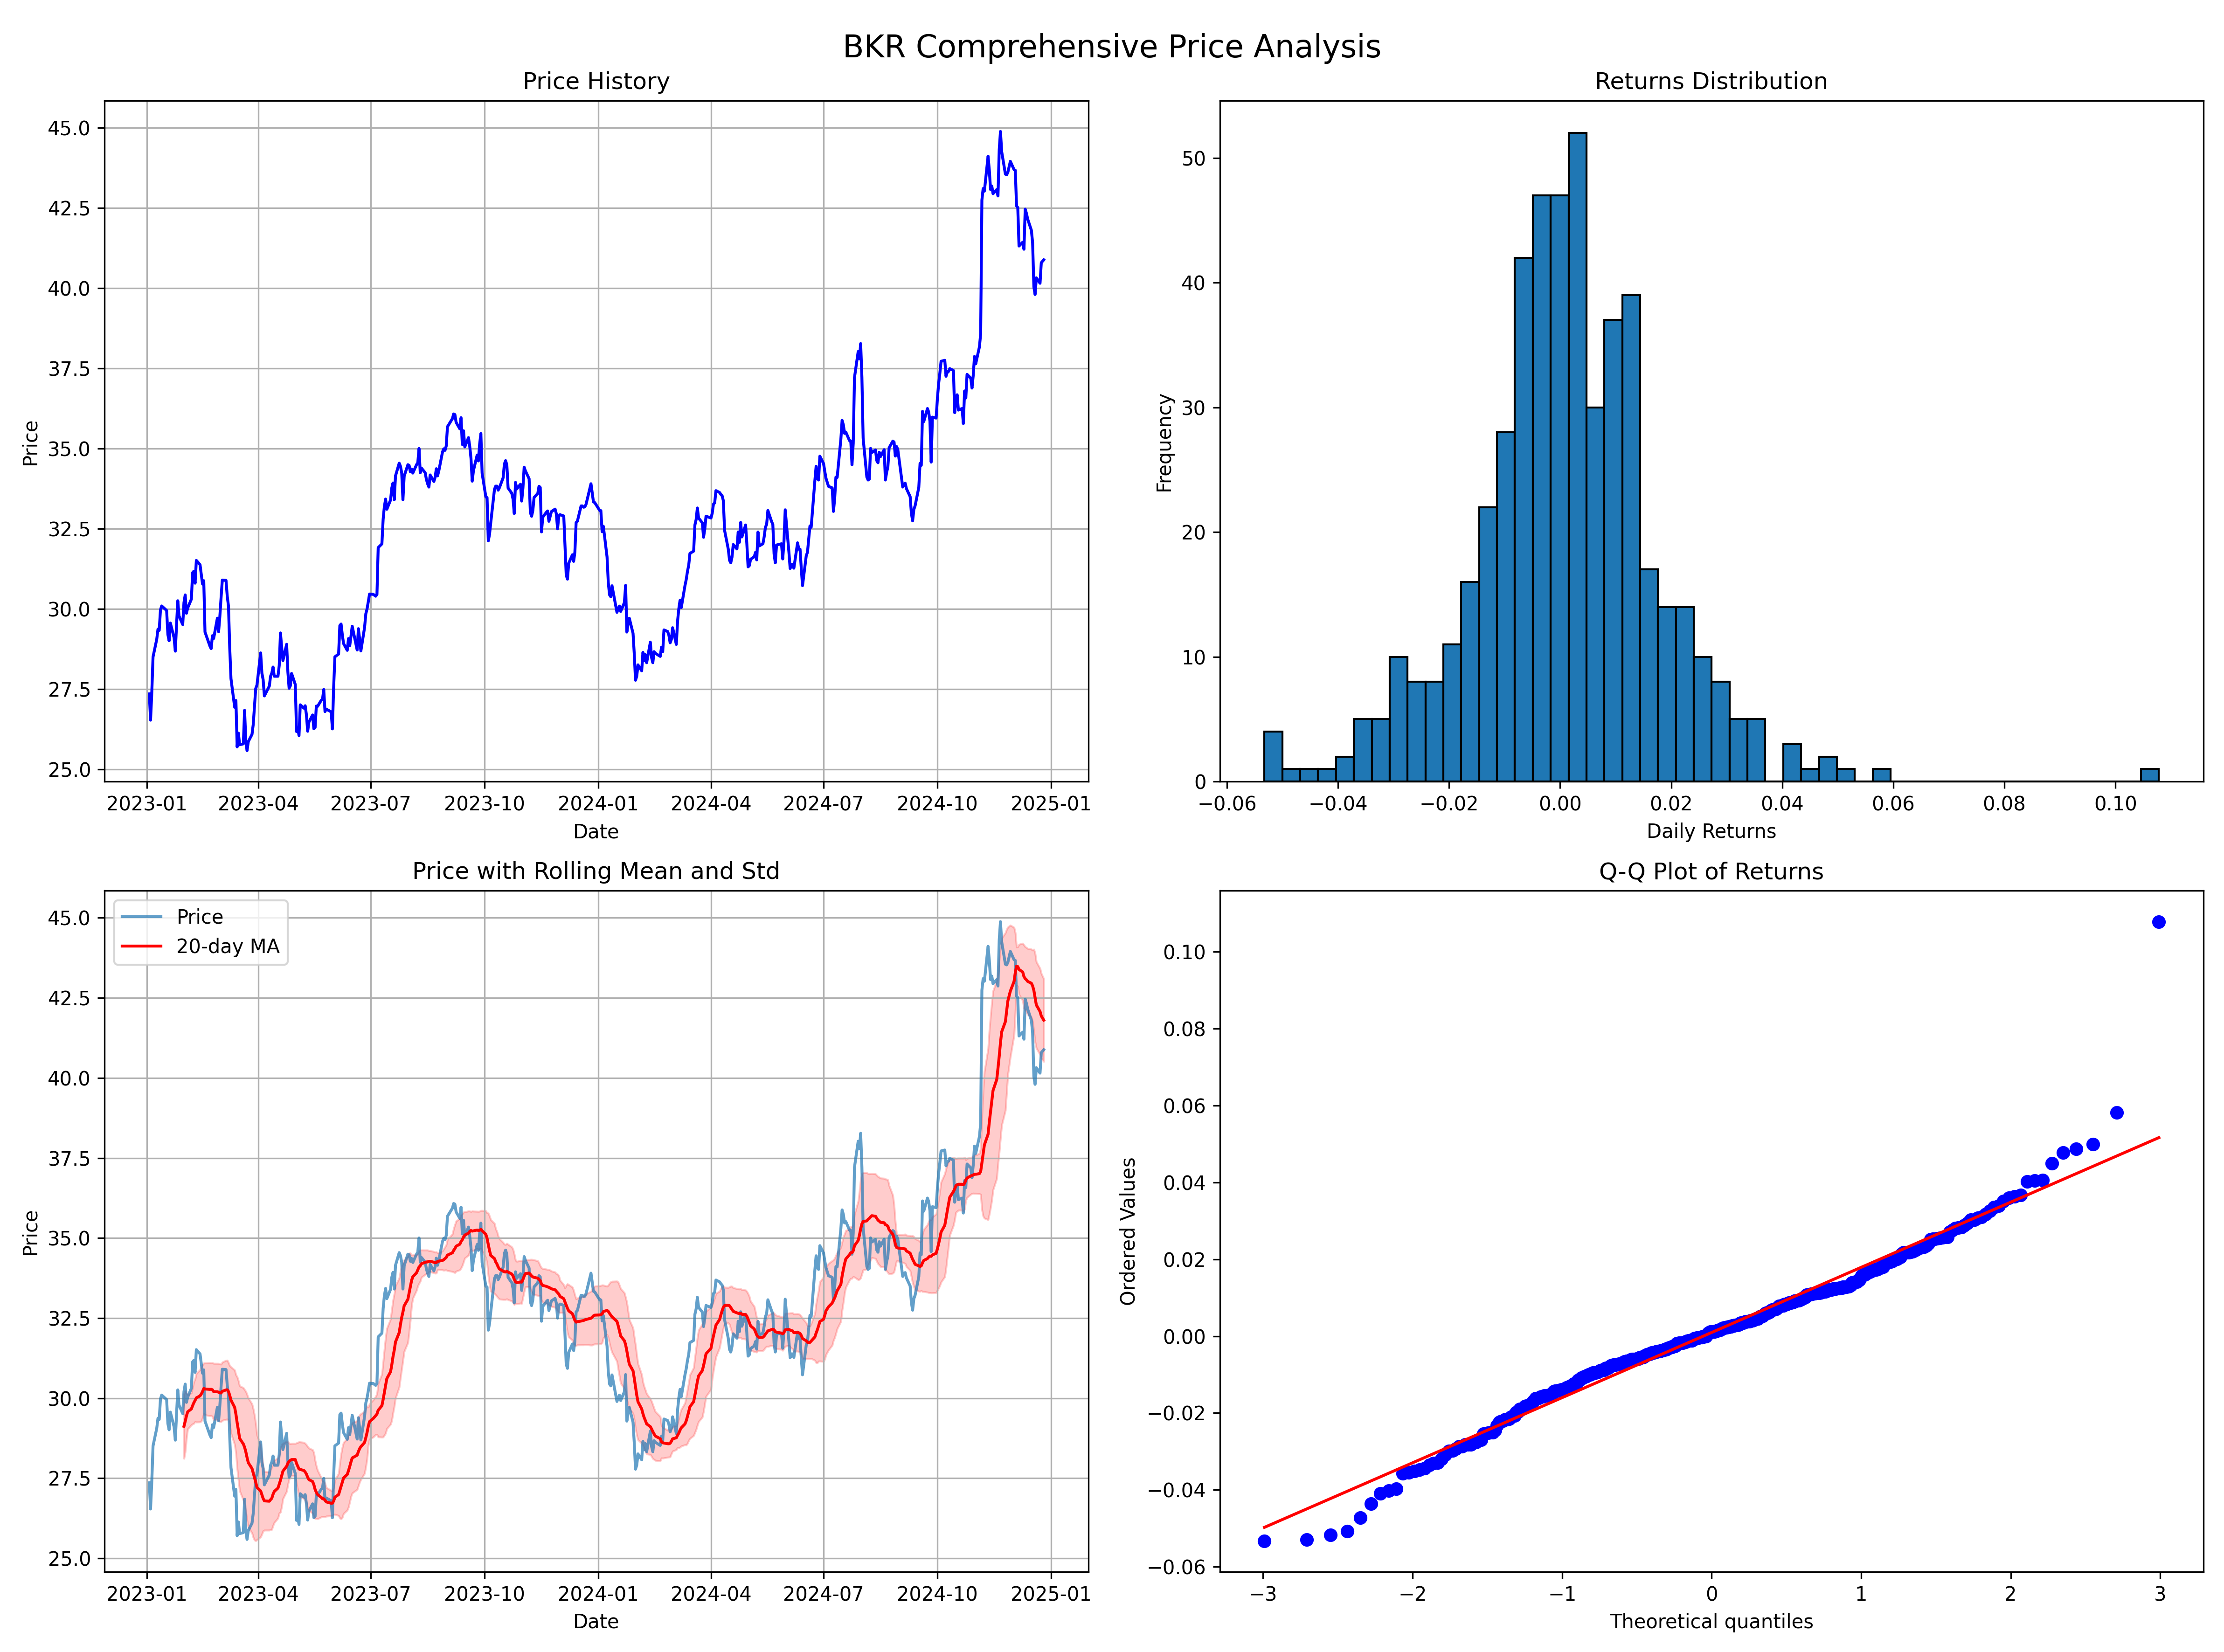 BKR Comprehensive Price Analysis
Price History
45.0
42.5
40.0
37.5
35.0
32.5
30.0
27.5
25.0
Price
2023-01 2023-04 2023-07 2023-10 2024-01 2024-04 2024-07 2024-10 2025-01
Date
Returns Distribution
50
40
30
20
10
0
Frequency
−0.06 −0.04 −0.02 0.00 0.02 0.04 0.06 0.08 0.10
Daily Returns
Price with Rolling Mean and Std
Price
20-day MA
45.0
42.5
40.0
37.5
35.0
32.5
30.0
27.5
25.0
Price
2023-01 2023-04 2023-07 2023-10 2024-01 2024-04 2024-07 2024-10 2025-01
Date
Q-Q Plot of Returns
0.10
0.08
0.06
0.04
0.02
0.00
−0.02
−0.04
−0.06
Ordered Values
−3 −2 −1 0 1 2 3
Theoretical quantiles